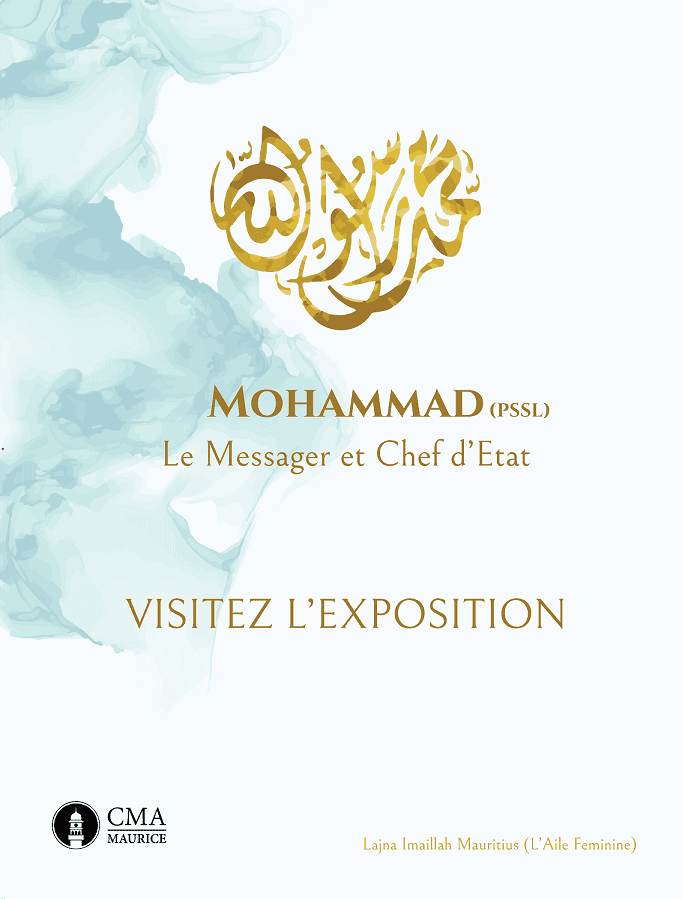 محمد رسول الله
MOHAMMAD (PSSL)
Le Messager et Chef d'Etat
VISITEZ L'EXPOSITION
CMA
MAURICE
Lajna Imaillah Mauritius (L'Aile Feminine)